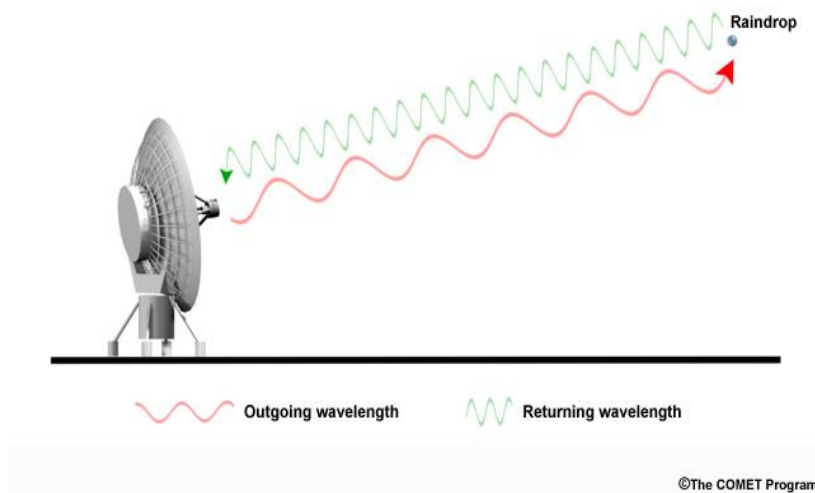 Raindrop
Outgoing wavelength
Returning wavelength
©The COMET Program